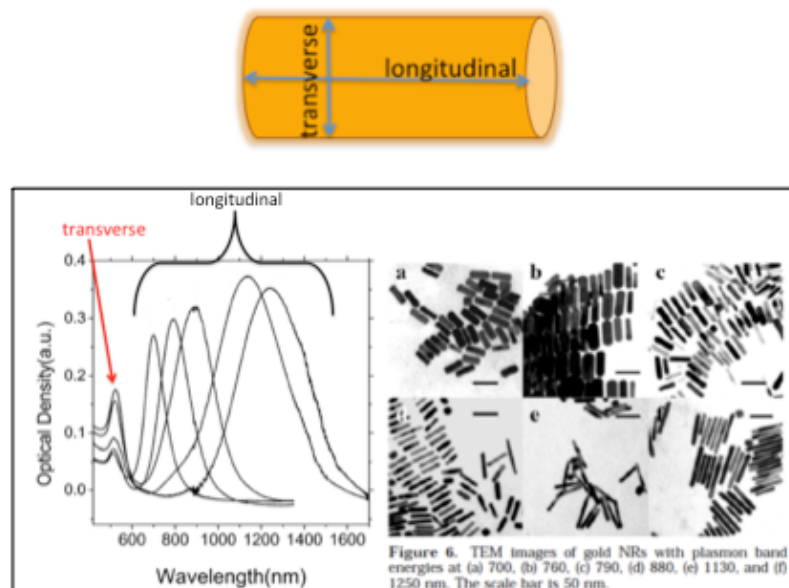 transverse
longitudinal
longitudinal
transverse
0.4
0.3
0.2
0.1
0.0
Optical Density(a.u.)
600 800 1000 1200 1400 1600
Wavelength(nm)
a
b
c
e
Figure 6. TEM images of gold NRs with plasmon band
energies at (a) 700, (b) 760, (c) 790, (d) 880, (e) 1130, and (f)
1250 nm. The scale bar is 50 nm.